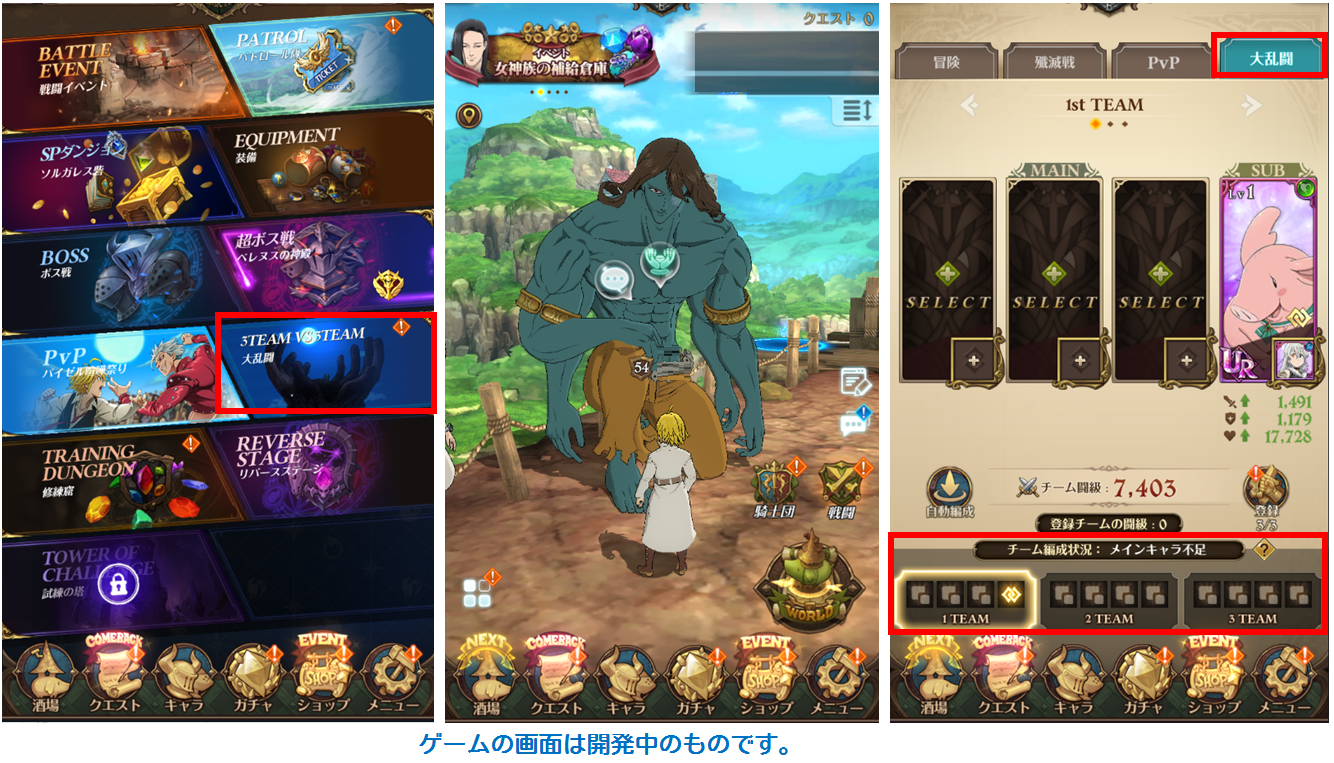 BATTLE
EVENT
戦闘イベント
PATROL
パトロール
TICKET
SPダンジョン
ソルガレス砦
EQUIPMENT
装備
BOSS
ボス戦
超ボス戦
ベレヌスの神殿
PvP
バイゼル喧嘩祭り
3TEAM VS 3TEAM
大乱闘
TRAINING
DUNGEON
修練窟
REVERSE
STAGE
リバースステージ
TOWER OF
CHALLENGE
試練の塔
COMEBACK
EVENT
SHOP
酒場
クエスト
キャラ
ガチャ
ショップ
メニュー
クエスト 0
イベント
女神族の補給倉庫
54
騎士団
戦闘
WORLD
NEXT
COMEBACK
EVENT
SHOP
酒場
クエスト
キャラ
ガチャ
ショップ
メニュー
冒険
殲滅戦
PvP
大乱闘
1st TEAM
MAIN
SUB
Lv 1
SELECT
SELECT
SELECT
UR
1,491
1,179
17,728
自動編成
チーム闘級 : 7,403
登録
3/3
登録チームの闘級 : 0
チーム編成状況 : メインキャラ不足
?
1 TEAM
2 TEAM
3 TEAM
NEXT
COMEBACK
EVENT
SHOP
酒場
クエスト
キャラ
ガチャ
ショップ
メニュー
ゲームの画面は開発中のものです。